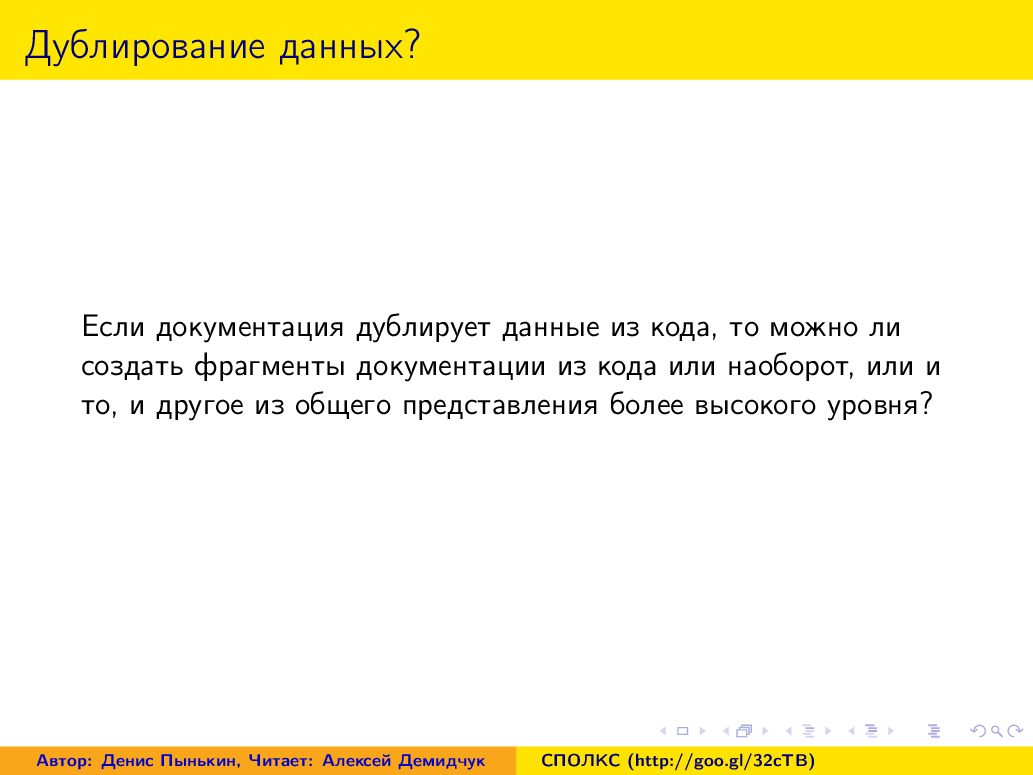 Дублирование данных?
Если документация дублирует данные из кода, то можно ли
создать фрагменты документации из кода или наоборот, или и
то, и другое из общего представления более высокого уровня?
Автор: Денис Пынькин, Читает: Алексей Демидчук
СПОЛКС (http://goo.gl/32cTB)